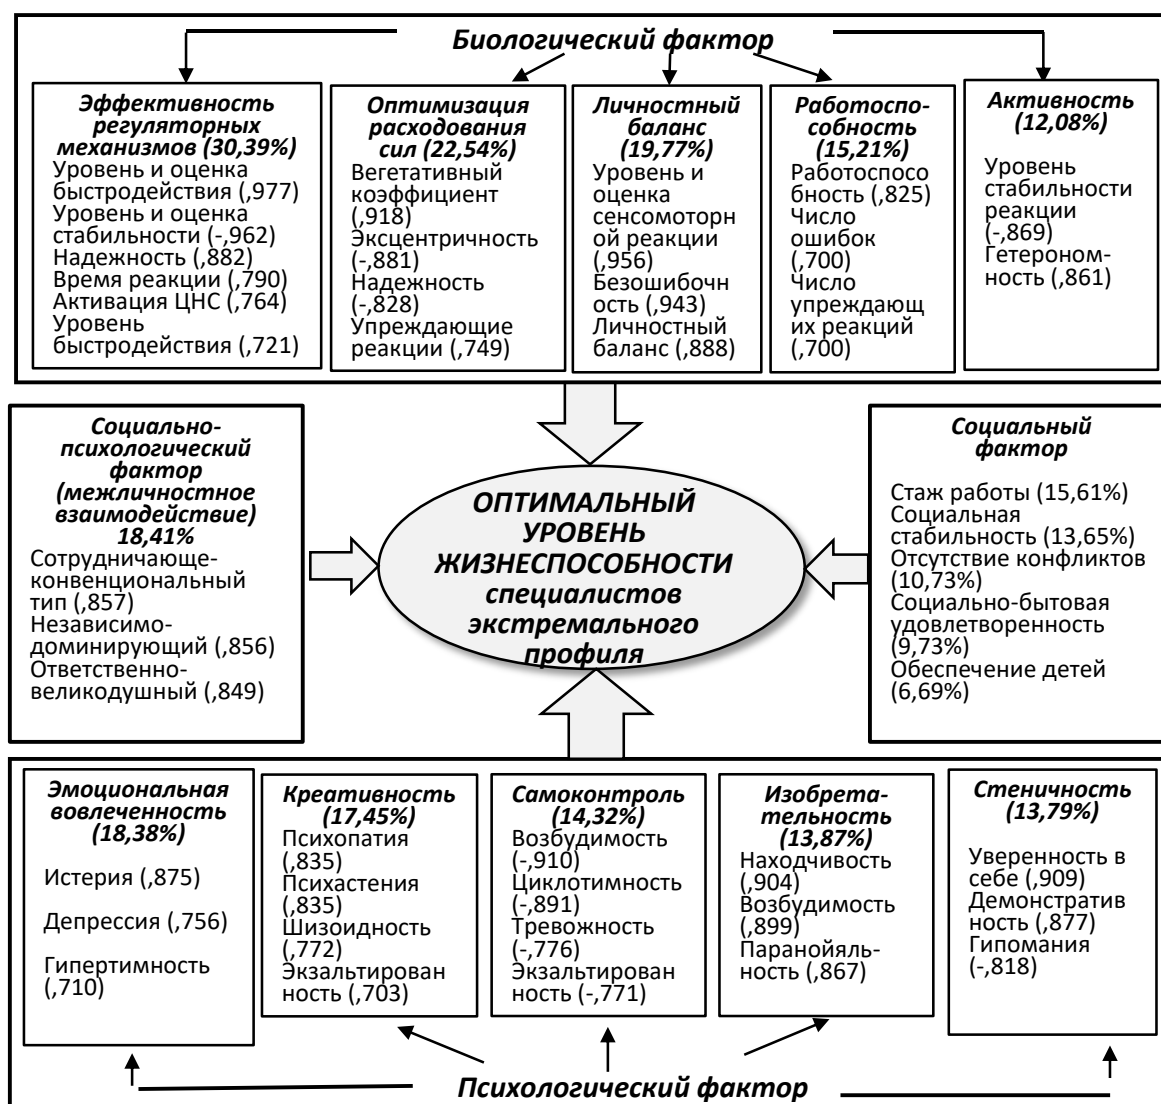 Биологический фактор
Эффективность
регуляторных
механизмов (30,39%)
Уровень и оценка
быстродействия (,977)
Уровень и оценка
стабильности (-,962)
Надежность (,882)
Время реакции (,790)
Активация ЦНС (,764)
Уровень
быстродействия (,721)
Оптимизация
расходования
сил (22,54%)
Вегетативный
коэффициент
(,918)
Эксцентричность
(-,881)
Надежность
(-,828)
Упреждающие
реакции (,749)
Личностный
баланс
(19,77%)
Уровень и
оценка
сенсомоторн
ой реакции
(,956)
Безошибочн
ость (,943)
Личностный
баланс (,888)
Работоспо-
собность
(15,21%)
Работоспосо
бность (,825)
Число
ошибок
(,700)
Число
упреждающ
их реакций
(,700)
Активность
(12,08%)
Уровень
стабильности
реакции
(-,869)
Гетероном-
ность (,861)
Социально-
психологический
фактор
(межличностное
взаимодействие)
18,41%
Сотрудничающе-
конвенциональный
тип (,857)
Независимо-
доминирующий (,856)
Ответственно-
великодушный (,849)
ОПТИМАЛЬНЫЙ
УРОВЕНЬ
ЖИЗНЕСПОСОБНОСТИ
специалистов
экстремального
профиля
Социальный
фактор
Стаж работы (15,61%)
Социальная
стабильность (13,65%)
Отсутствие конфликтов
(10,73%)
Социально-бытовая
удовлетворенность
(9,73%)
Обеспечение детей
(6,69%)
Эмоциональная
вовлеченность
(18,38%)
Истерия (,875)
Депрессия (,756)
Гипертимность
(,710)
Креативность
(17,45%)
Психопатия
(,835)
Психастения
(,835)
Шизоидность
(,772)
Экзальтирован
ность (,703)
Самоконтроль
(14,32%)
Возбудимость
(-,910)
Циклотимность
(-,891)
Тревожность
(-,776)
Экзальтирован
ность (-,771)
Изобрета-
тельность
(13,87%)
Находчивость
(,904)
Возбудимость
(,899)
Паранойяль-
ность (,867)
Стеничность
(13,79%)
Уверенность в
себе (,909)
Демонстратив
ность (,877)
Гипомания
(-,818)
Психологический фактор